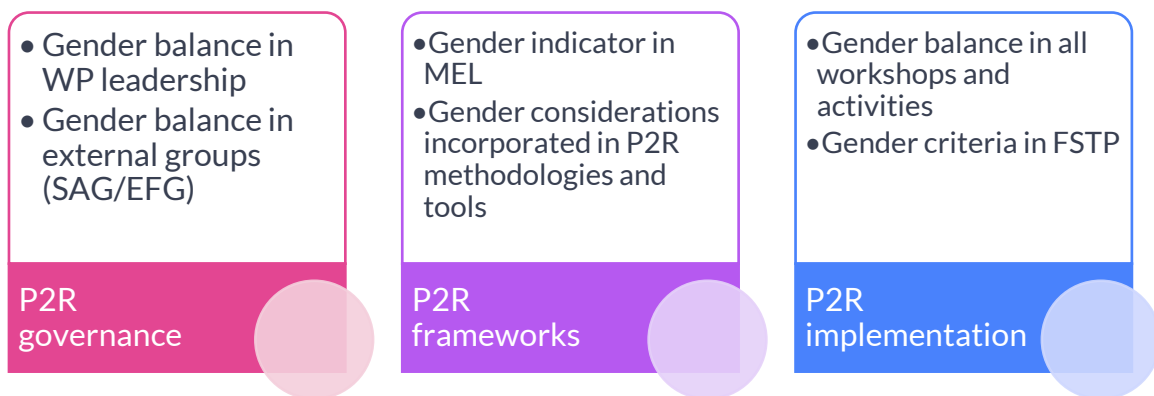 • Gender balance in
WP leadership
• Gender balance in
external groups
(SAG/EFG)
P2R
governance
•Gender indicator in
MEL
•Gender considerations
incorporated in P2R
methodologies and
tools
P2R
frameworks
•Gender balance in all
workshops and
activities
•Gender criteria in FSTP
P2R
implementation